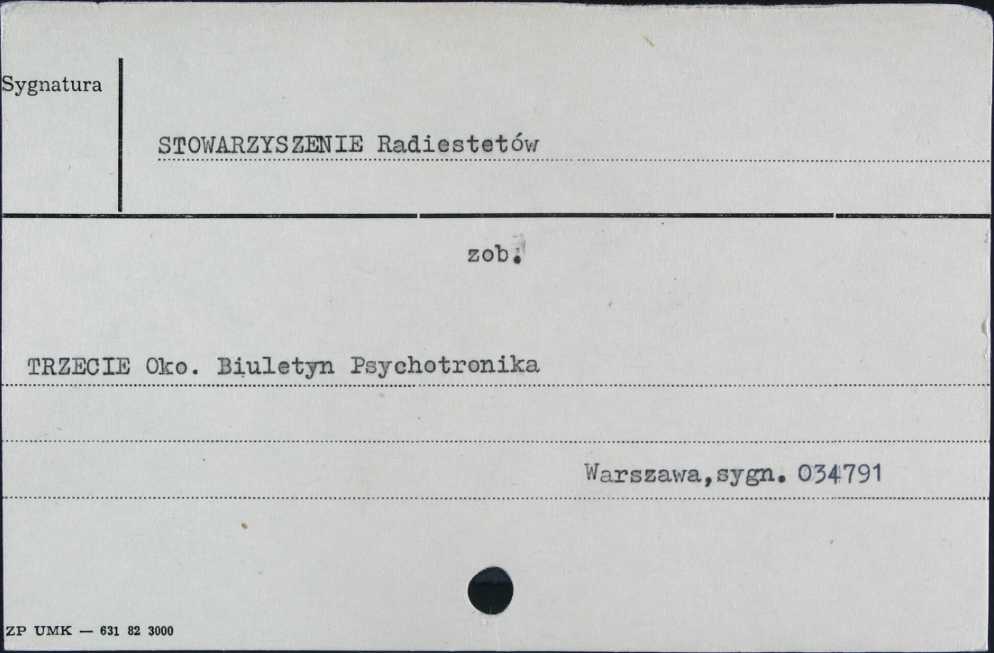 Sygnatura
STOWARZYSZENIE Radiestetów
zob.
TRZECIE Oko. Biuletyn Psychotronika
Warszawa,sygn. 034791
ZP UMK — 631 82 3000